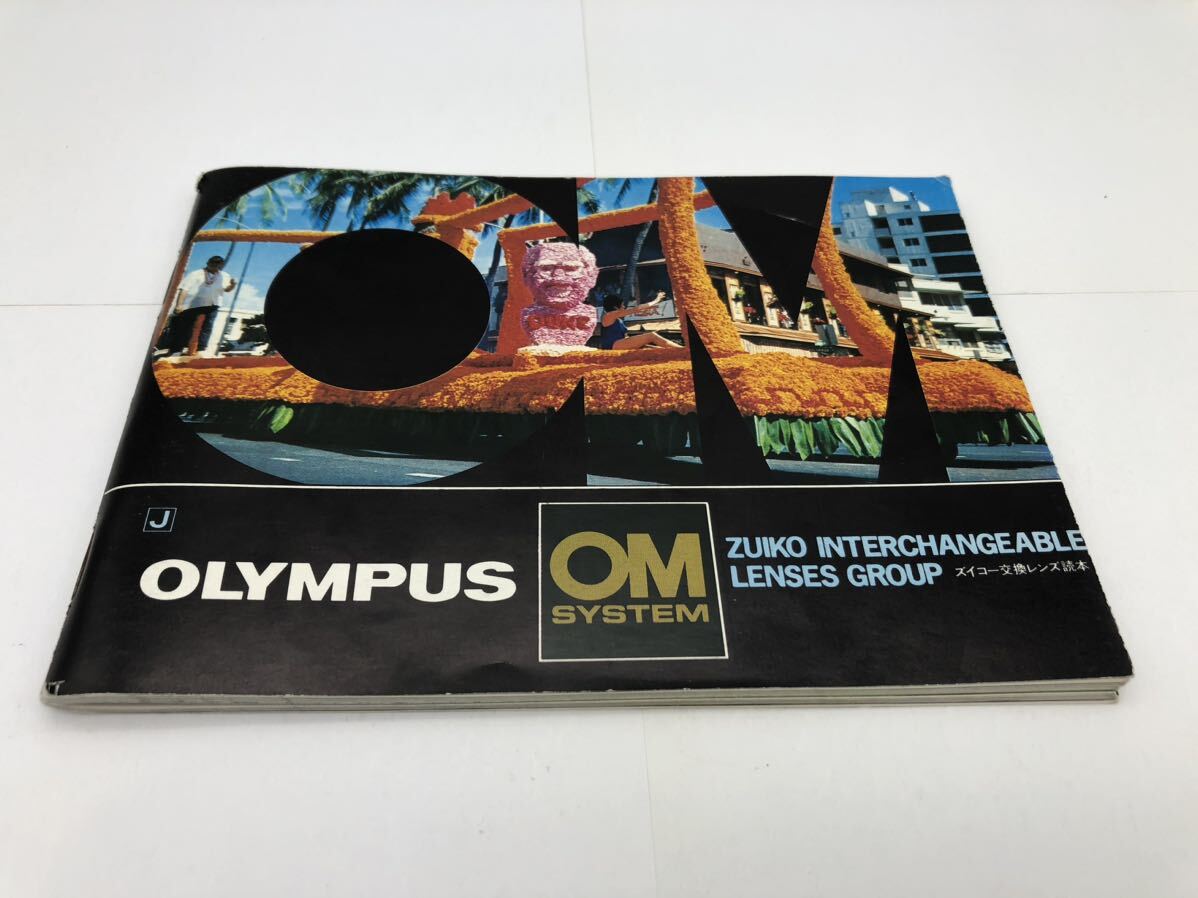 J
OLYMPUS
OM
SYSTEM
ZUIKO INTERCHANGEABLE
LENSES GROUP ズイコー交換レンズ読本